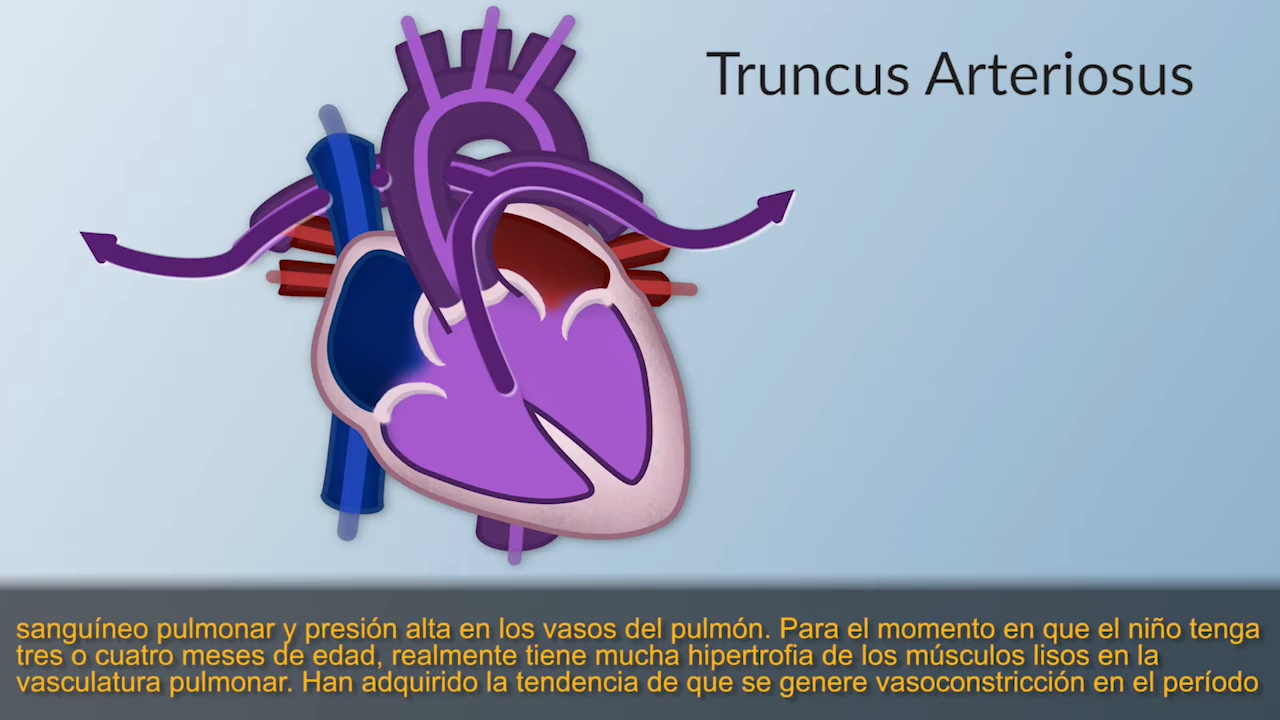 Truncus Arteriosus
sanguíneo pulmonar y presión alta en los vasos del pulmón. Para el momento en que el niño tenga
tres o cuatro meses de edad, realmente tiene mucha hipertrofia de los músculos lisos en la
vasculatura pulmonar. Han adquirido la tendencia de que se genere vasoconstricción en el período